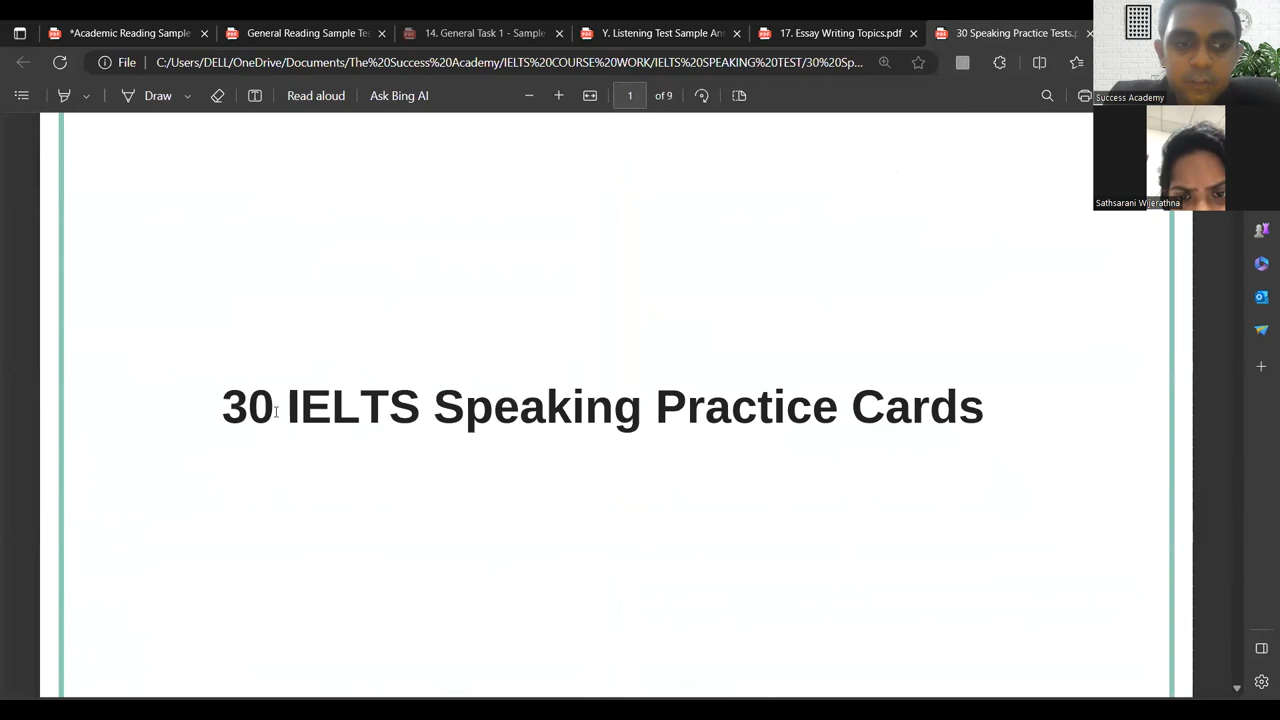 *Academic Reading Sample
General Reading Sample Te
14. General Task 1 - Sample
Y. Listening Test Sample An
17. Essay Writing Topics.pdf
30 Speaking Practice Tests.p
File
C:/Users/DELL/OneDrive/Documents/The%20Success%20Academy/IELTS%20COURSE%20WORK/IELTS%20SPEAKING%20TEST/30%20Sp...
Draw
Read aloud
Ask Bing AI
1 of 9
Success Academy
Sathsarani Wijerathna
30 IELTS Speaking Practice Cards